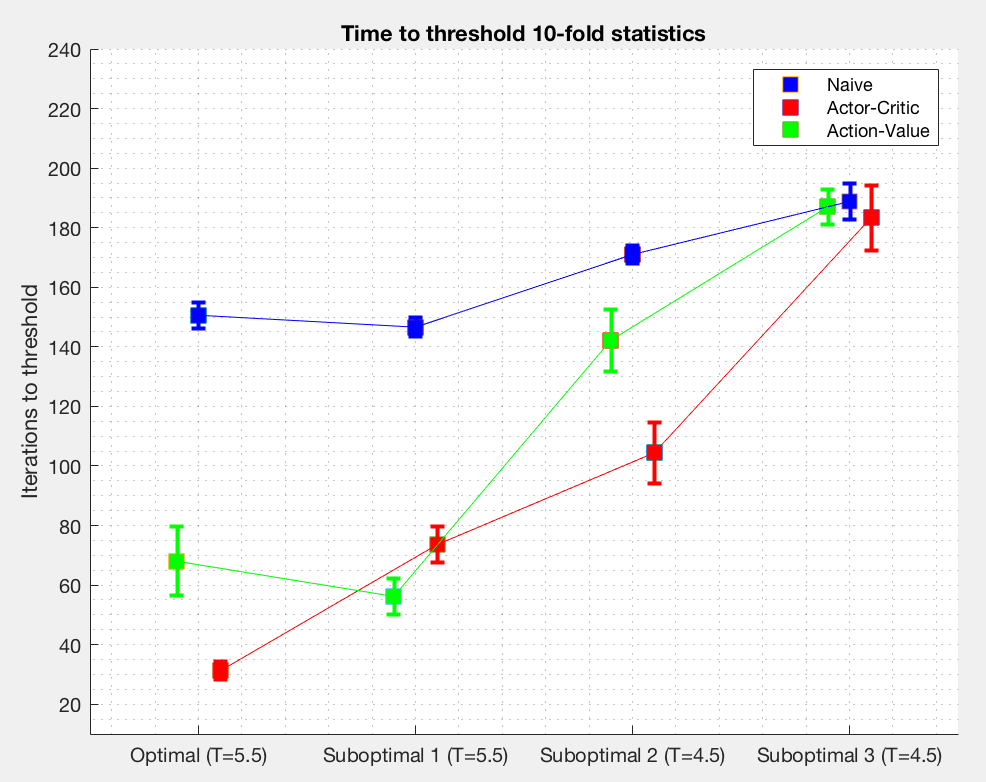 Time to threshold 10-fold statistics
240
220
200
180
160
140
120
100
80
60
40
20
Iterations to threshold
Naive
Actor-Critic
Action-Value
Optimal (T=5.5)
Suboptimal 1 (T=5.5)
Suboptimal 2 (T=4.5)
Suboptimal 3 (T=4.5)